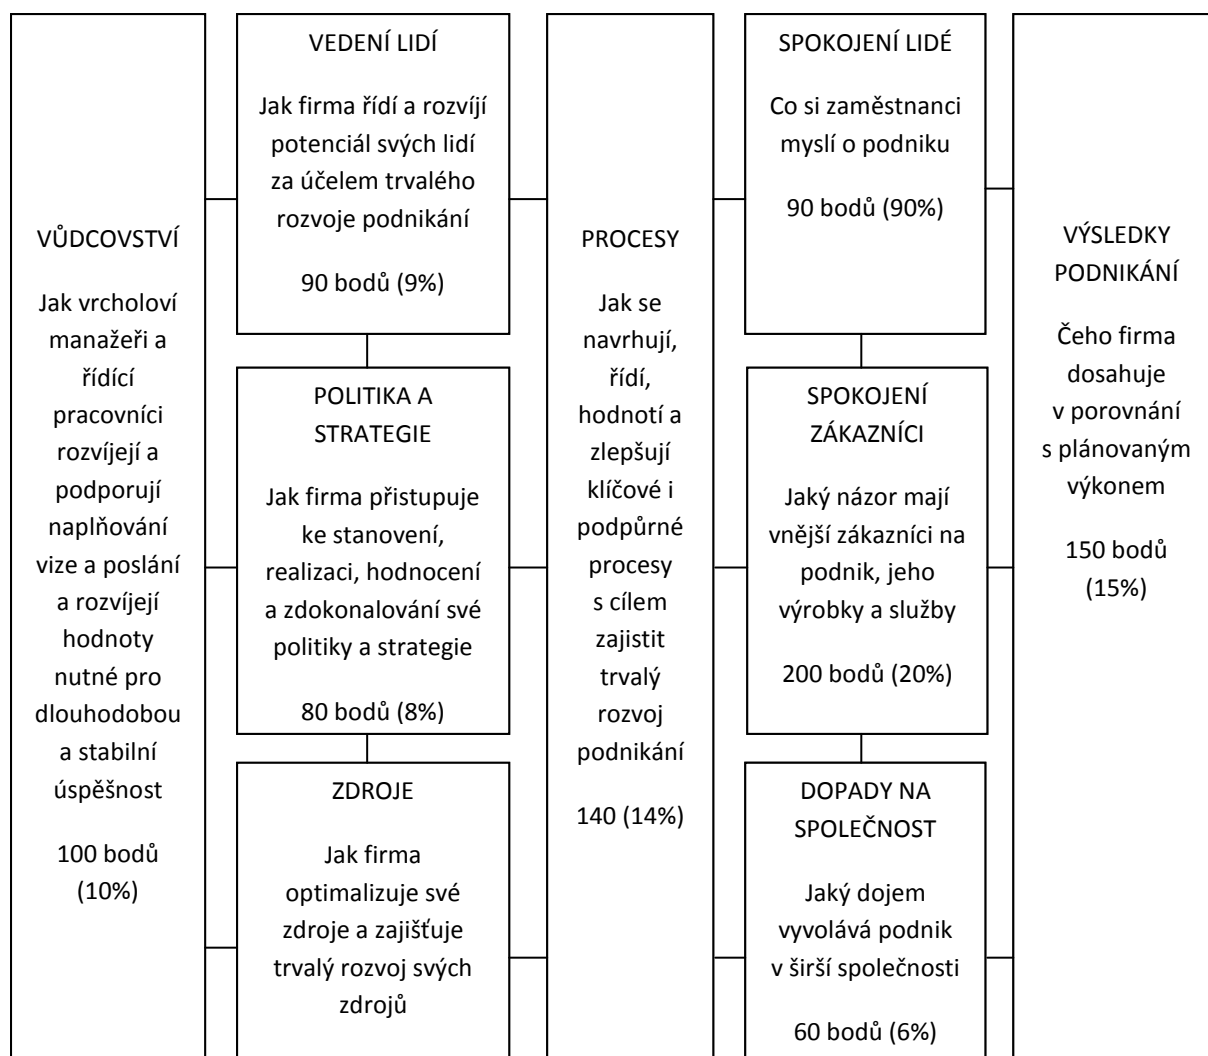 VŮDCOVSTVÍ
Jak vrcholoví
manažeři a
řídící
pracovníci
rozvíjejí a
podporují
naplňování
vize a poslání
a rozvíjejí
hodnoty
nutné pro
dlouhodobou
a stabilní
úspěšnost
100 bodů
(10%)
VEDENÍ LIDÍ
Jak firma řídí a rozvíjí
potenciál svých lidí
za účelem trvalého
rozvoje podnikání
90 bodů (9%)
POLITIKA A
STRATEGIE
Jak firma přistupuje
ke stanovení,
realizaci, hodnocení
a zdokonalování své
politiky a strategie
80 bodů (8%)
ZDROJE
Jak firma
optimalizuje své
zdroje a zajišťuje
trvalý rozvoj svých
zdrojů
PROCESY
Jak se
navrhují,
řídí,
hodnotí a
zlepšují
klíčové i
podpůrné
procesy
s cílem
zajistit
trvalý
rozvoj
podnikání
140 (14%)
SPOKOJENÍ LIDÉ
Co si zaměstnanci
myslí o podniku
90 bodů (90%)
SPOKOJENÍ
ZÁKAZNÍCI
Jaký názor mají
vnější zákazníci na
podnik, jeho
výrobky a služby
200 bodů (20%)
DOPADY NA
SPOLEČNOST
Jaký dojem
vyvolává podnik
v širší společnosti
60 bodů (6%)
VÝSLEDKY
PODNIKÁNÍ
Čeho firma
dosahuje
v porovnání
s plánovaným
výkonem
150 bodů
(15%)